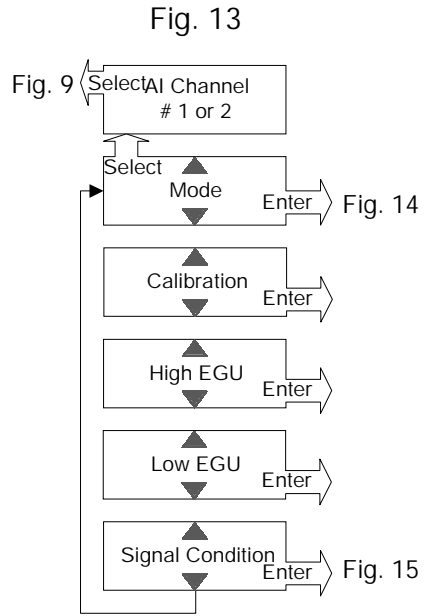 Fig. 13
Fig. 9 Select AI Channel
# 1 or 2
Select
Mode
Enter Fig. 14
Calibration
Enter
High EGU
Enter
Low EGU
Enter
Signal Condition
Enter Fig. 15